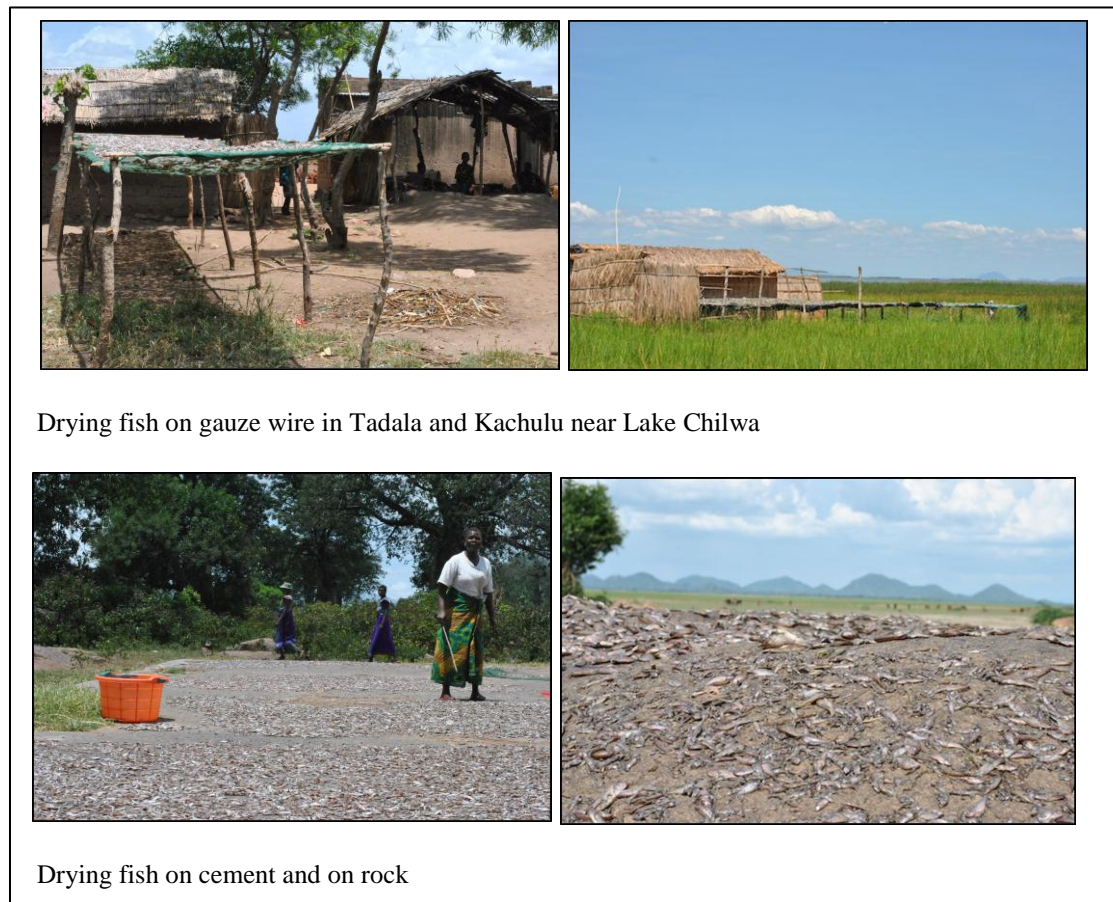 Drying fish on gauze wire in Tadala and Kachulu near Lake Chilwa
Drying fish on cement and on rock